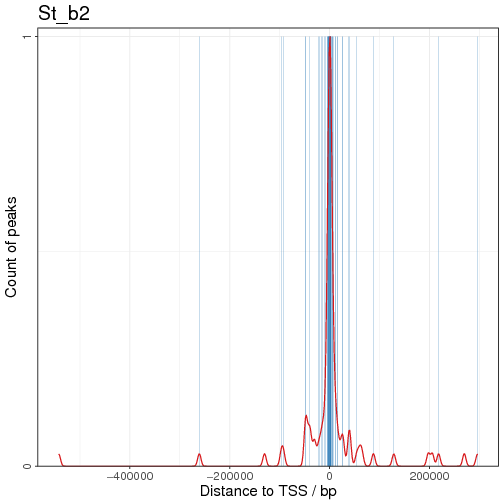 St_b2
Count of peaks
1
0
−400000
−200000
0
200000
Distance to TSS / bp